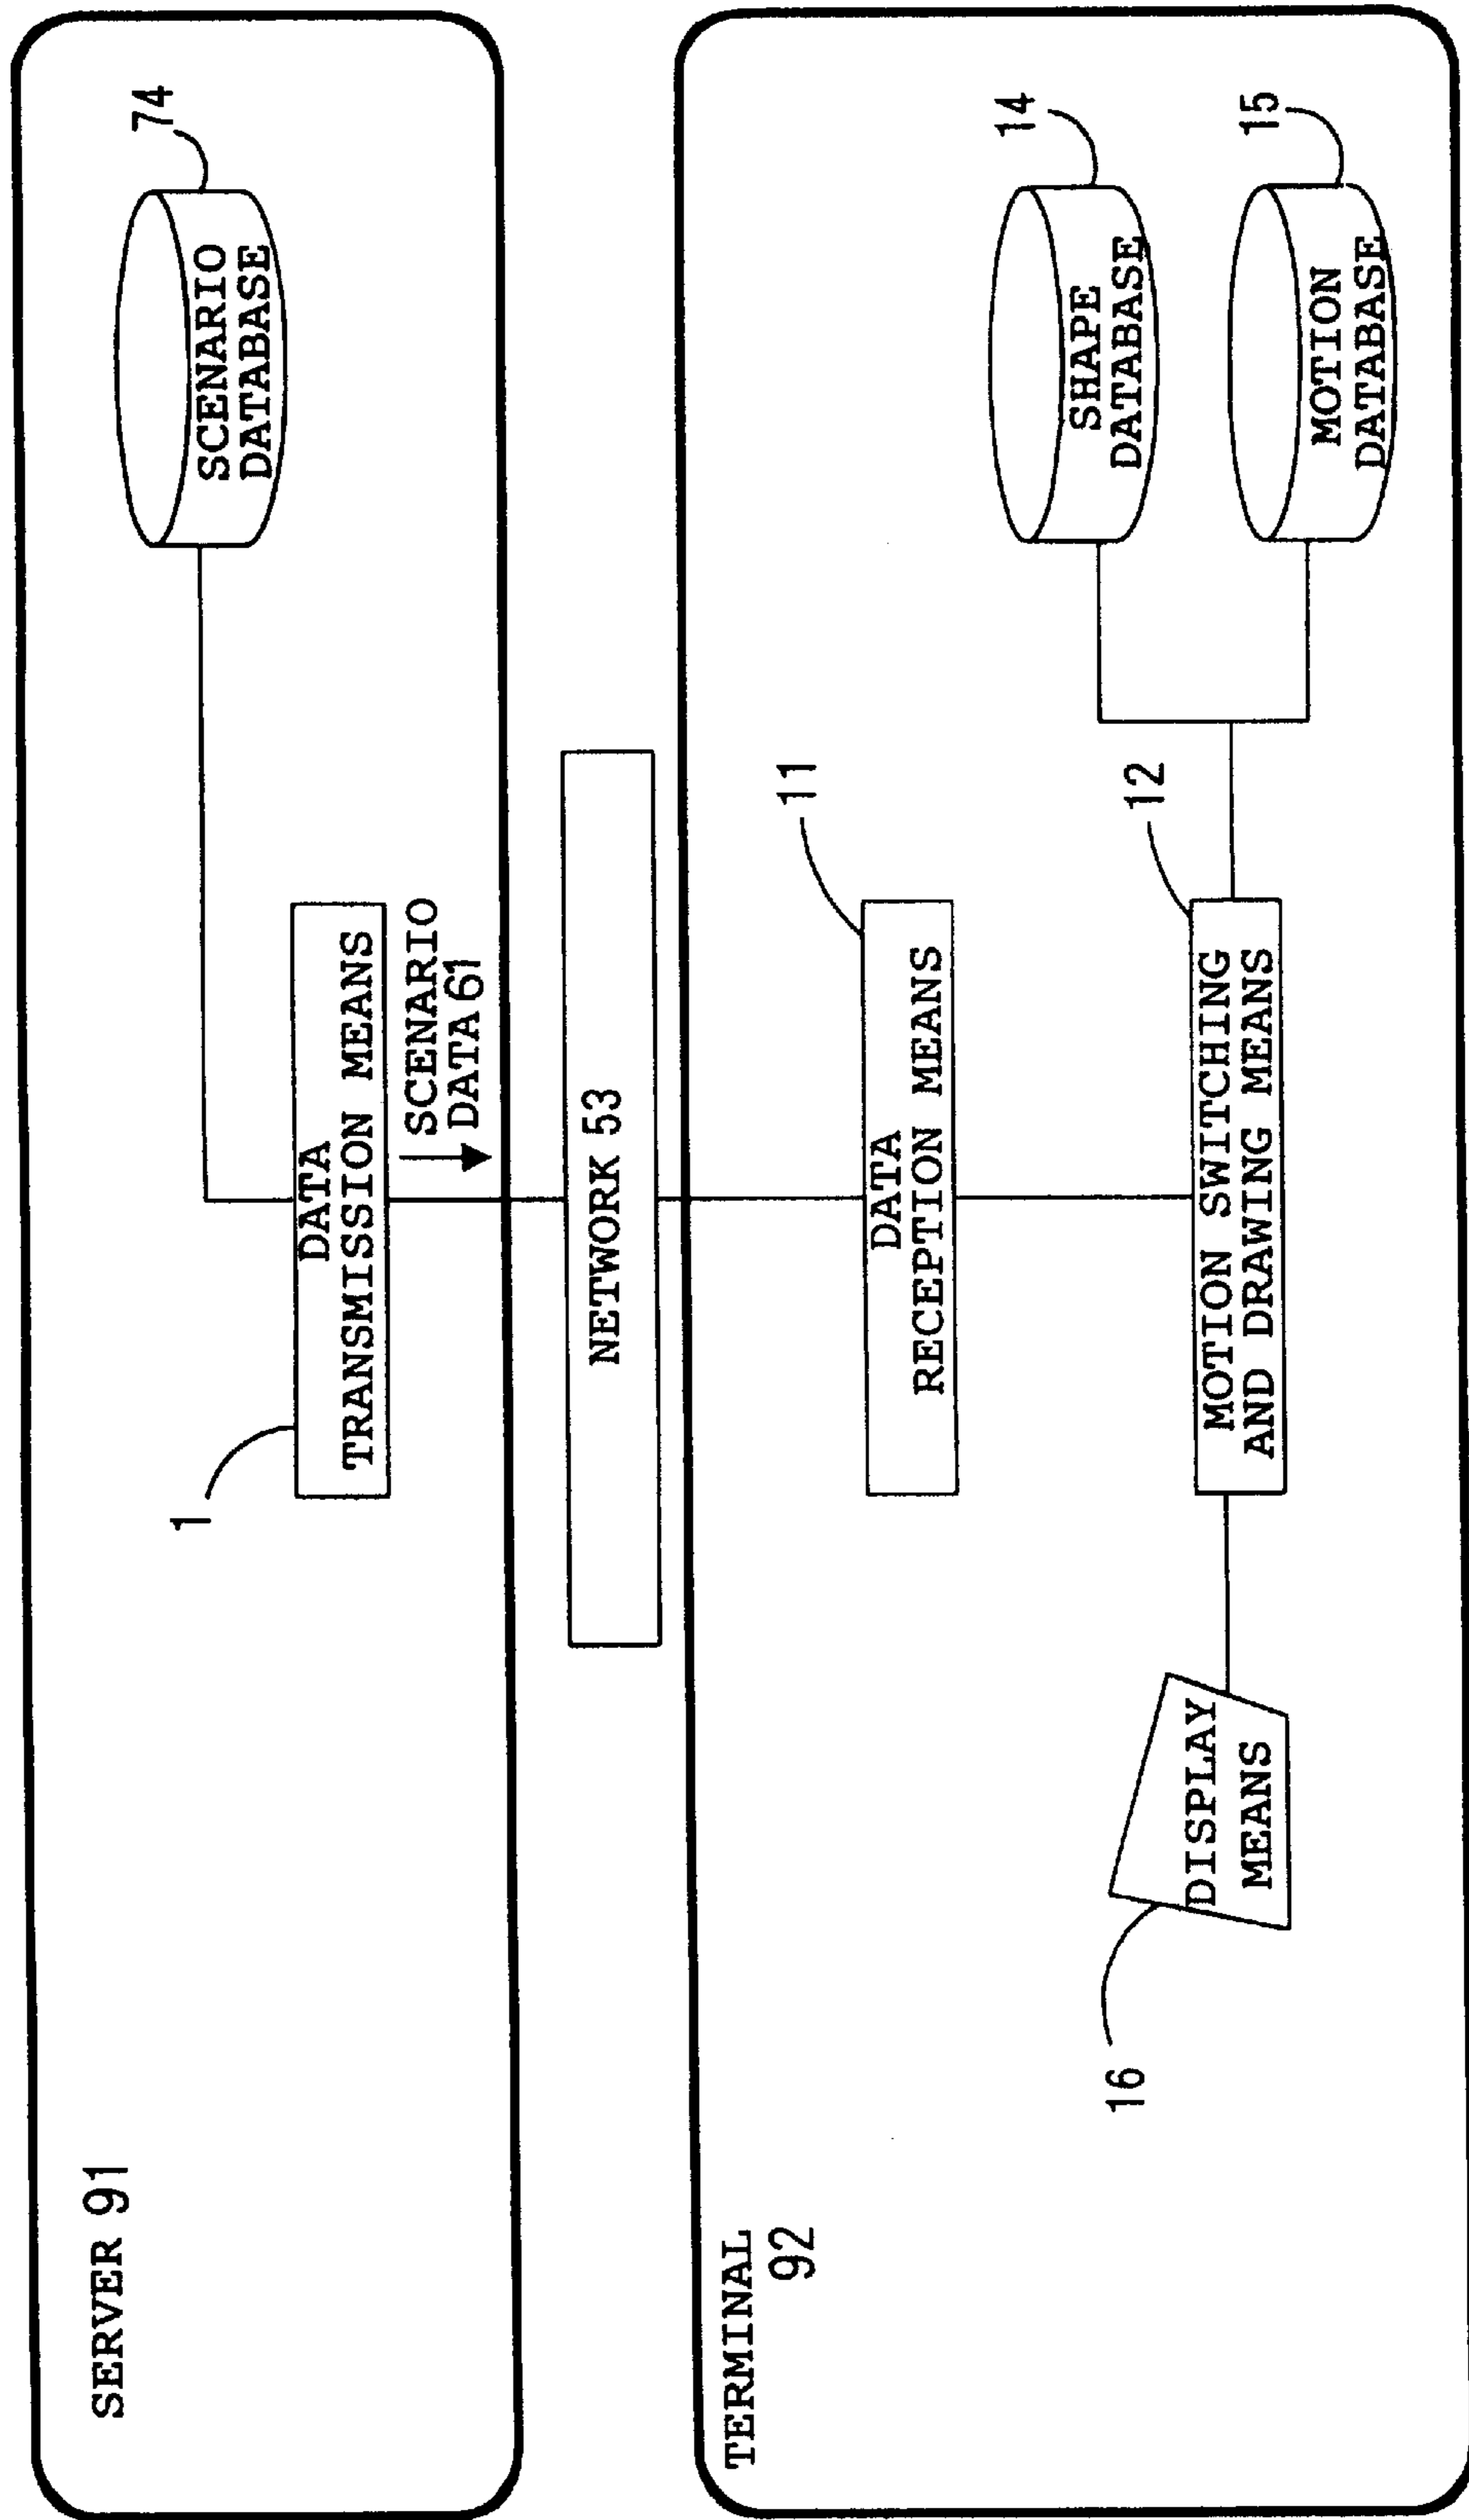 SERVER 91
74
SCENARIO
DATABASE
1
DATA
TRANSMISSION MEANS
SCENARIO
DATA 61
NETWORK 53
TERMINAL
92
11
DATA
RECEPTION MEANS
14
SHAPE
DATABASE
12
MOTION SWITCHING
AND DRAWING MEANS
15
MOTION
DATABASE
16
DISPLAY
MEANS